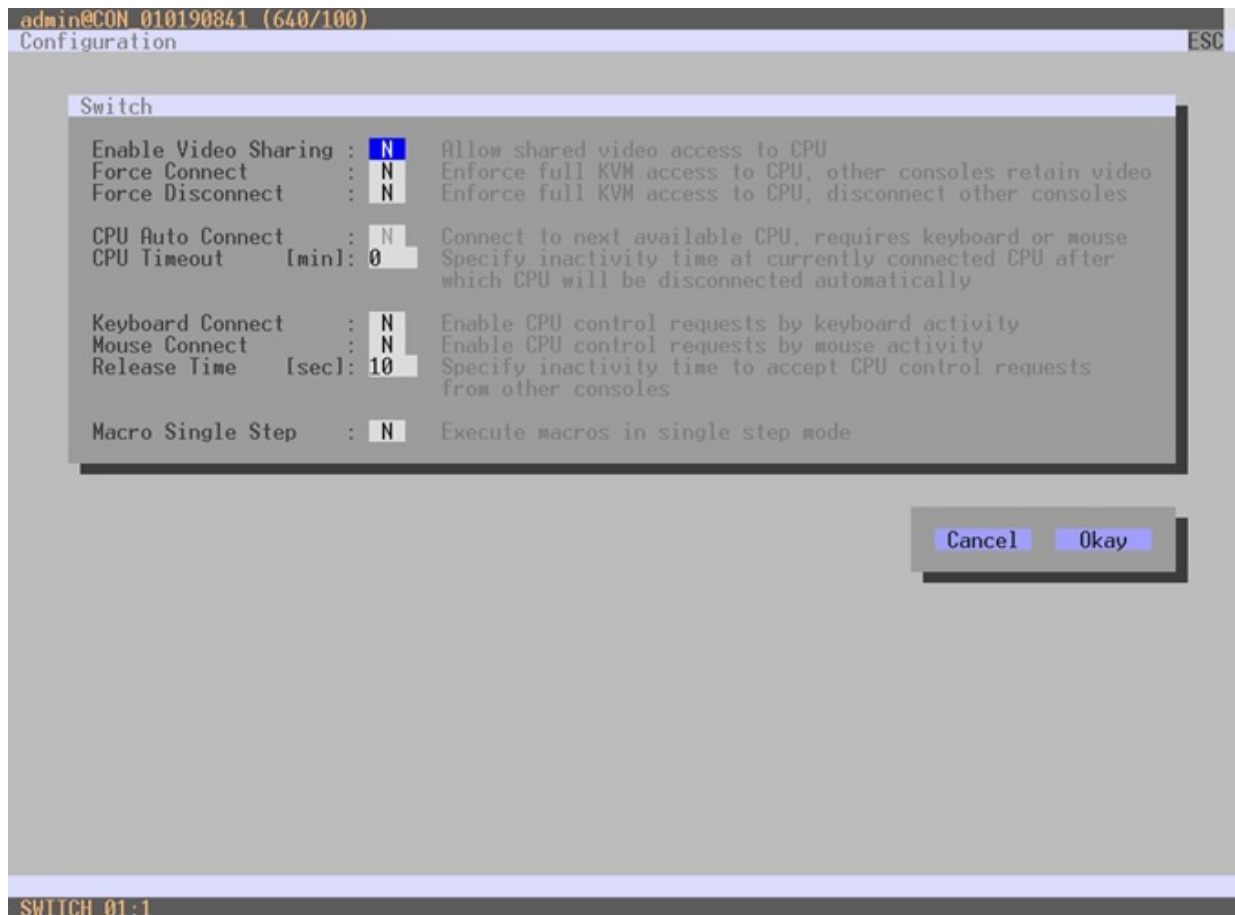 admin@CON_010190841 (640/100)
Configuration ESC
Switch
Enable Video Sharing : N Allow shared video access to CPU
Force Connect : N Enforce full KVM access to CPU, other consoles retain video
Force Disconnect : N Enforce full KVM access to CPU, disconnect other consoles
CPU Auto Connect : N Connect to next available CPU, requires keyboard or mouse
CPU Timeout [min]: 0 Specify inactivity time at currently connected CPU after
which CPU will be disconnected automatically
Keyboard Connect : N Enable CPU control requests by keyboard activity
Mouse Connect : N Enable CPU control requests by mouse activity
Release Time [sec]: 10 Specify inactivity time to accept CPU control requests
from other consoles
Macro Single Step : N Execute macros in single step mode
Cancel Okay
SWITCH_01:1